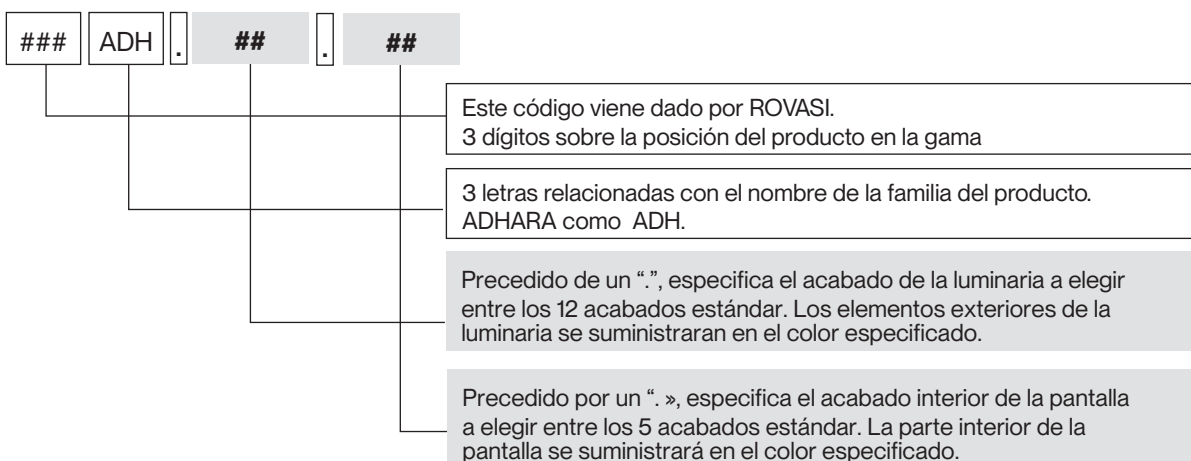 ### ADH . ## . ##
Este código viene dado por ROVASI.
3 dígitos sobre la posición del producto en la gama
3 letras relacionadas con el nombre de la familia del producto.
ADHARA como ADH.
Precedido de un “.”, especifica el acabado de la luminaria a elegir
entre los 12 acabados estándar. Los elementos exteriores de la
luminaria se suministraran en el color especificado.
Precedido por un “. », especifica el acabado interior de la pantalla
a elegir entre los 5 acabados estándar. La parte interior de la
pantalla se suministrará en el color especificado.